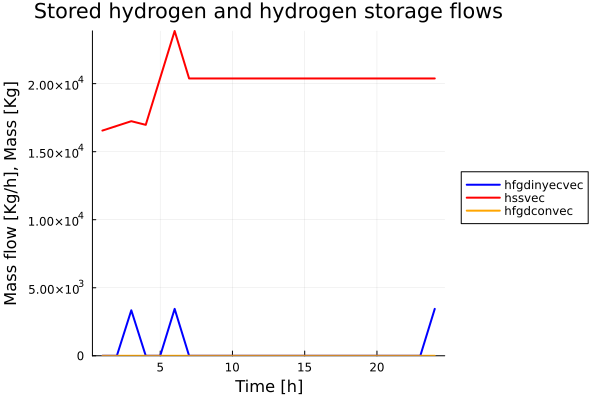 Stored hydrogen and hydrogen storage flows
Mass flow [Kg/h], Mass [Kg]
2.00×10⁴
1.50×10⁴
1.00×10⁴
5.00×10³
0
5 10 15 20
Time [h]
hfgdinyecvec
hssvec
hfgdconvec